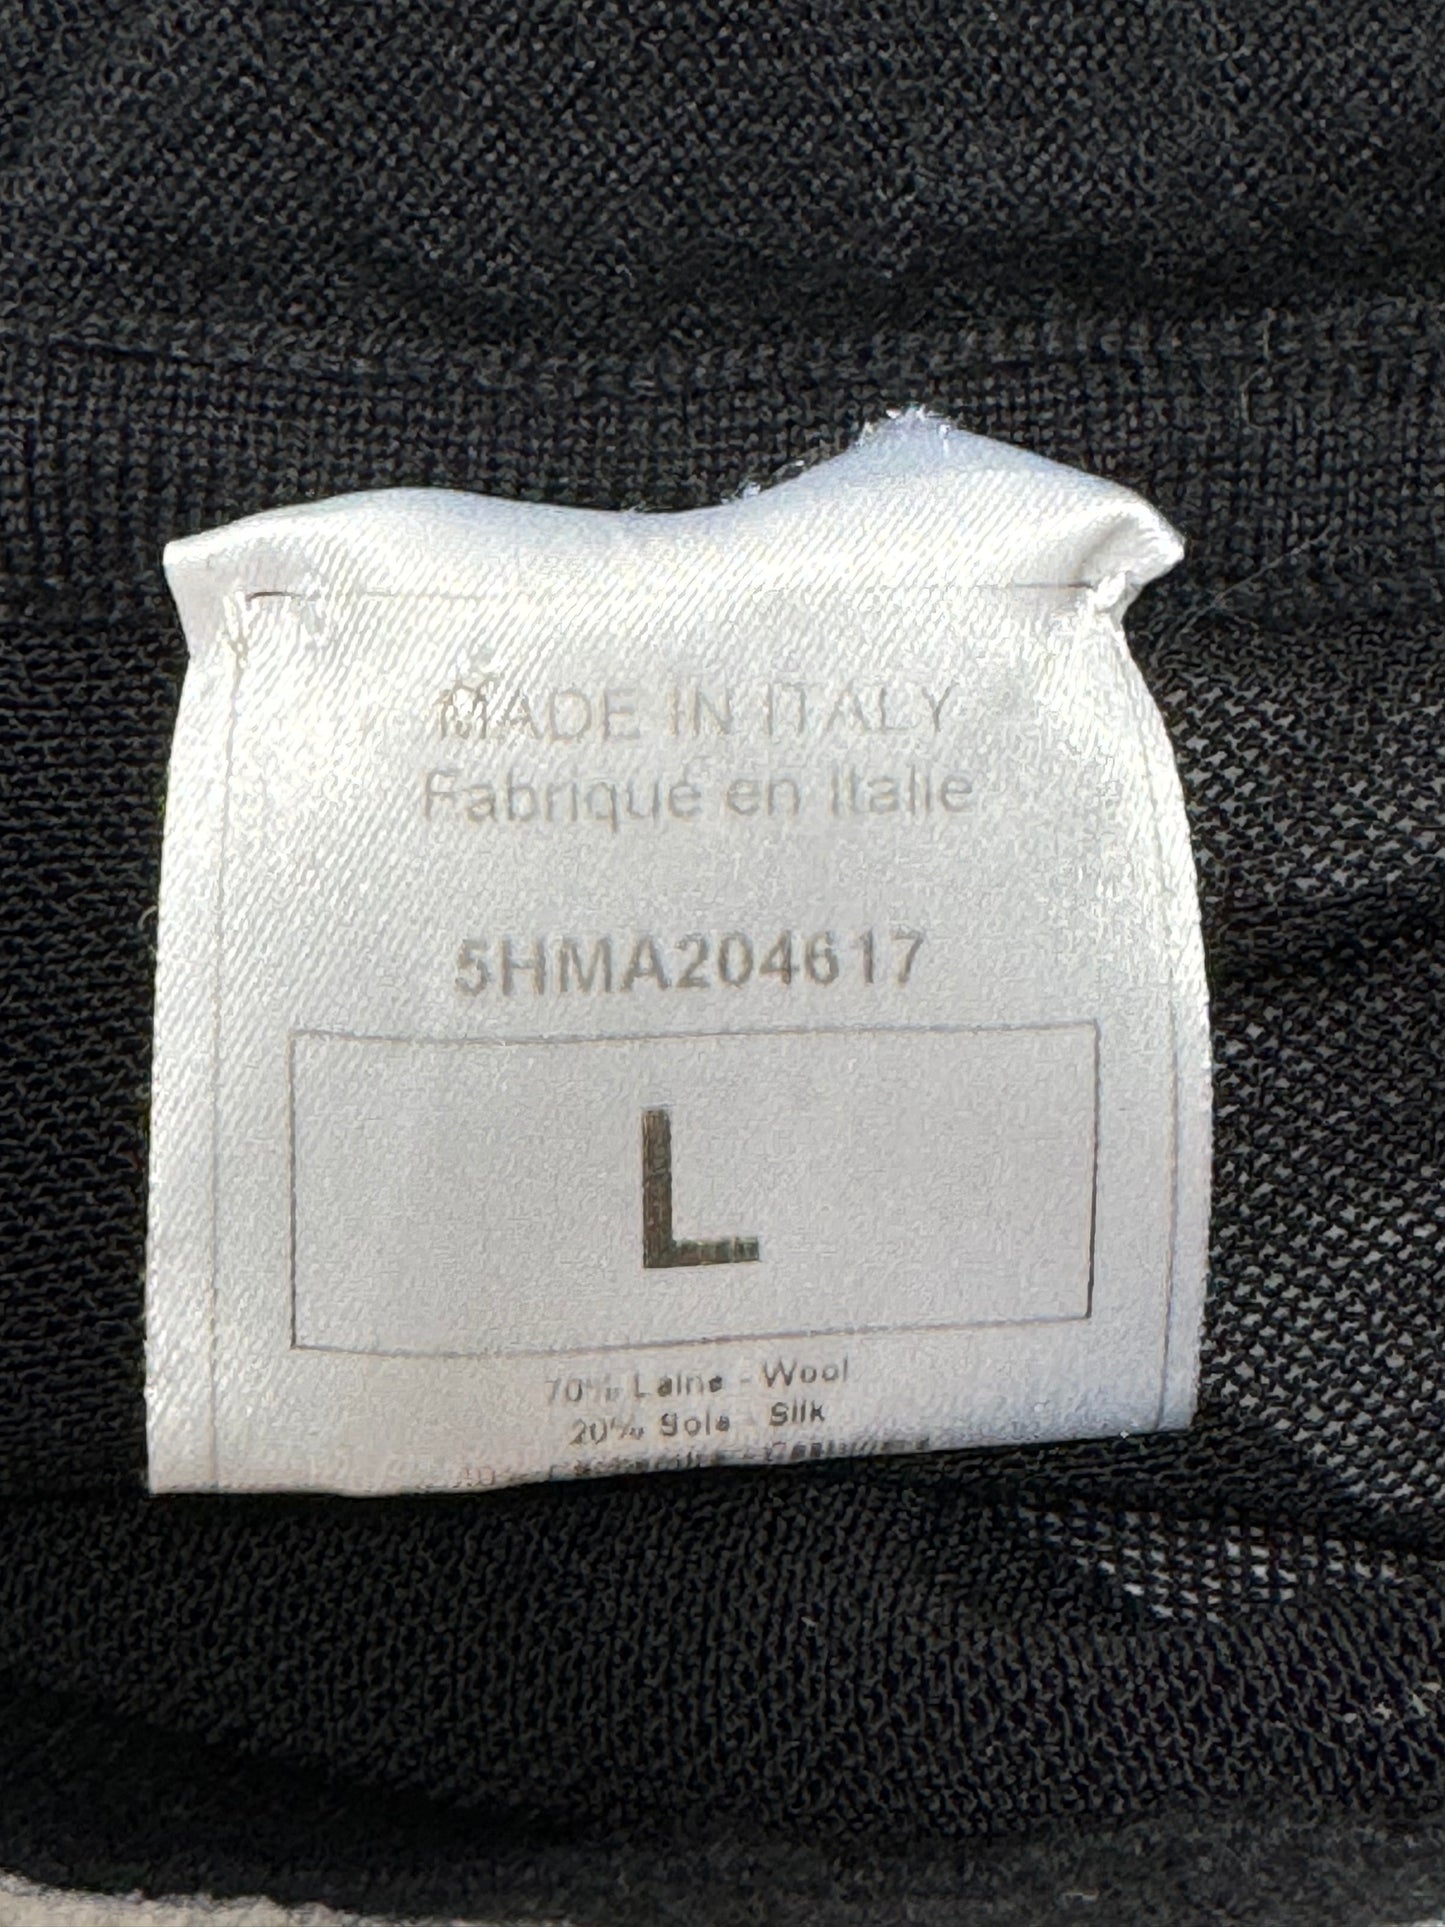 MADE IN ITALY
Fabriqué en Italie
5HMA204617
L
70% Laine - Wool
20% Soie - Silk